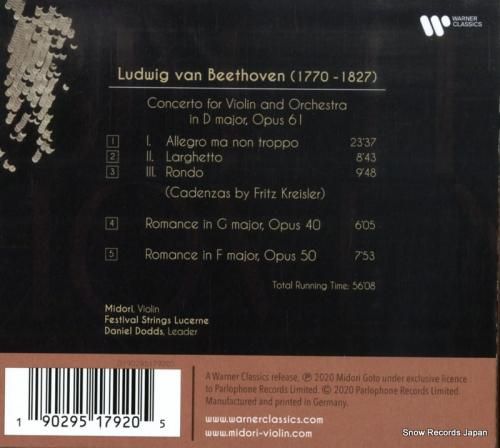 WARNER
CLASSICS
Ludwig van Beethoven (1770 - 1827)
Concerto for Violin and Orchestra
in D major, Opus 61
1 I. Allegro ma non troppo 23'37
2 II. Larghetto 8'43
3 III. Rondo 9'48
(Cadenzas by Fritz Kreisler)
4 Romance in G major, Opus 40 6'05
5 Romance in F major, Opus 50 7'53
Total Running Time: 56'08
Midori, Violin
Festival Strings Lucerne
Daniel Dodds, Leader
0190295179205
1 90295 17920 5
A Warner Classics release, ℗ 2020 Midori Goto under exclusive licence
to Parlophone Records Limited. © 2020 Parlophone Records Limited.
Manufactured and printed in Germany.
www.warnerclassics.com
www.midori-violin.com
Snow Records Japan